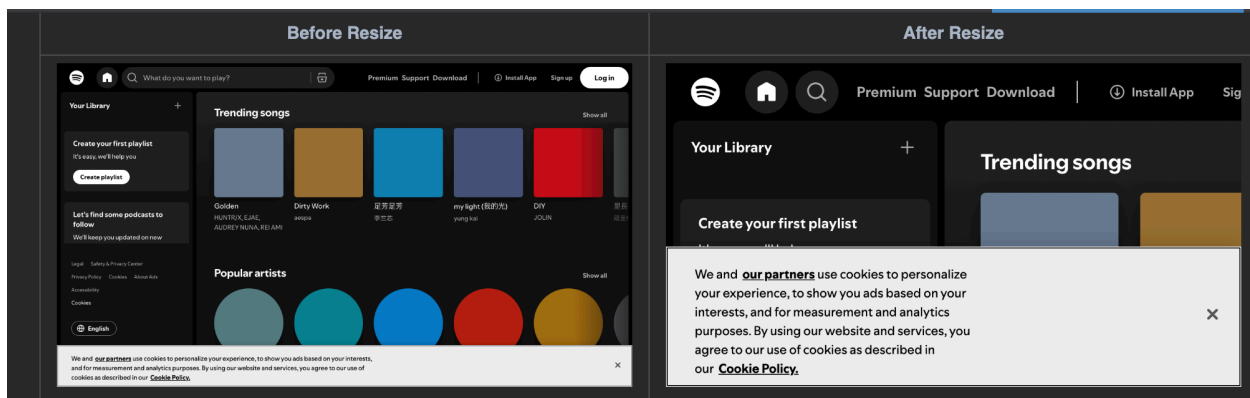 Before Resize
After Resize
What do you want to play?
Premium Support Download
Install App
Sign up
Log in
Your Library
Create your first playlist
It's easy, we'll help you
Create playlist
Let's find some podcasts to
follow
We'll keep you updated on new
Legal Safety & Privacy Center
Privacy Policy Cookies About Ads
Accessibility
Cookies
English
Trending songs
Show all
Golden
HUNTR/X, EJAE,
AUDREY NUNA, REI AMI
Dirty Work
aespa
足芳足芳
李兰芯
my light (我的光)
yung kai
DIY
JOLIN
Popular artists
Show all
We and our partners use cookies to personalize your experience, to show you ads based on your interests,
and for measurement and analytics purposes. By using our website and services, you agree to our use of
cookies as described in our Cookie Policy.
Premium Support Download
Install App
Sig
Your Library
Trending songs
Create your first playlist
We and our partners use cookies to personalize
your experience, to show you ads based on your
interests, and for measurement and analytics
purposes. By using our website and services, you
agree to our use of cookies as described in
our Cookie Policy.